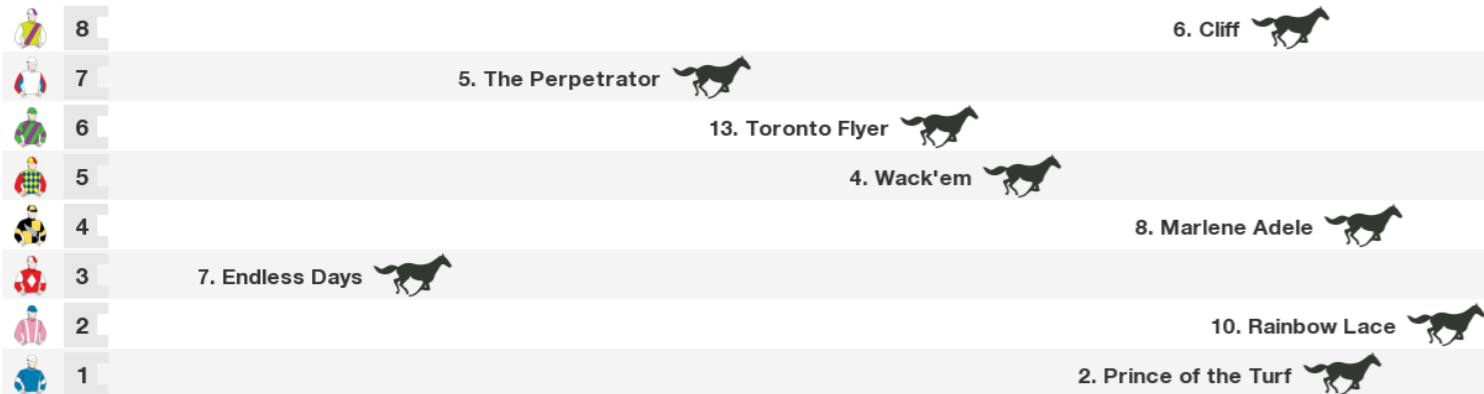 8 6. Cliff
7 5. The Perpetrator
6 13. Toronto Flyer
5 4. Wack'em
4 8. Marlene Adele
3 7. Endless Days
2 10. Rainbow Lace
1 2. Prince of the Turf